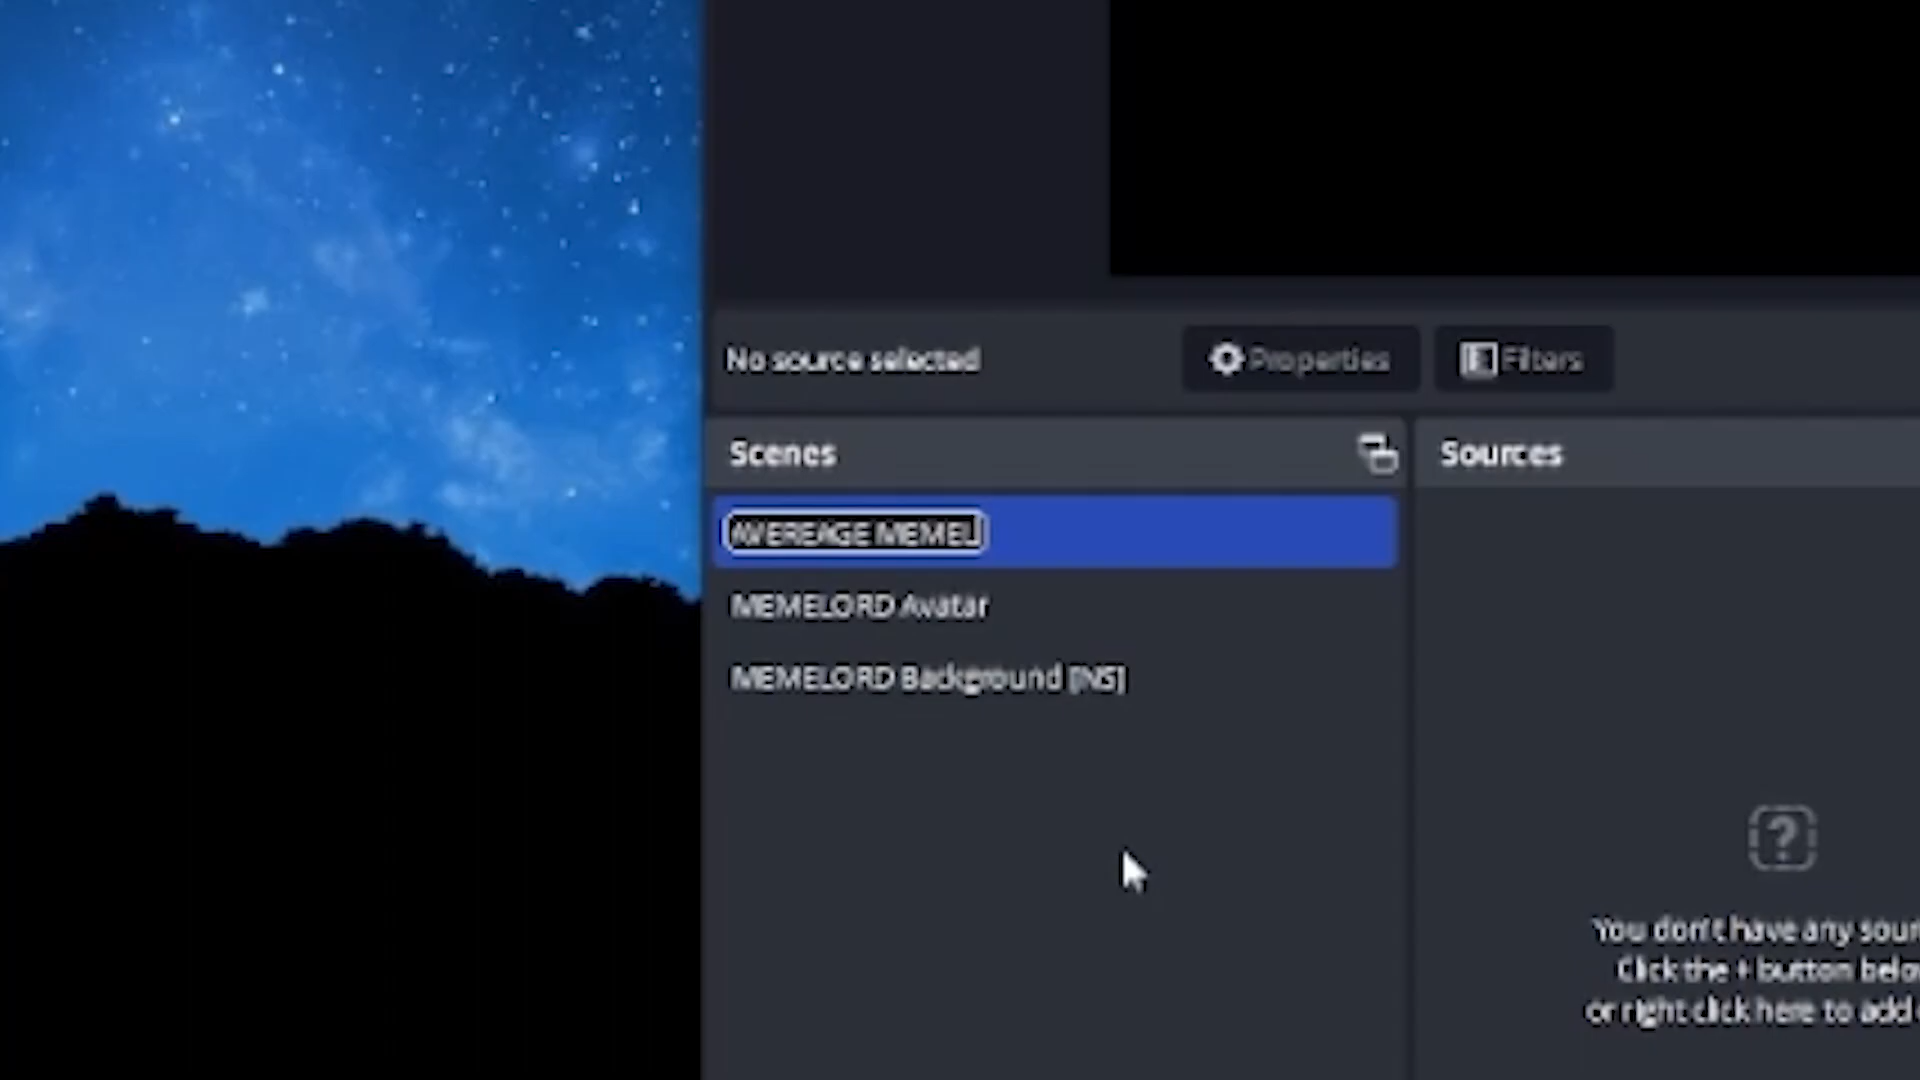 No source selected
Properties
Filters
Scenes
Sources
AVEREAGE MEMEL
MEMELORD Avatar
MEMELORD Background [NS]
?
You don't have any sour
Click the + button belo
or right click here to add